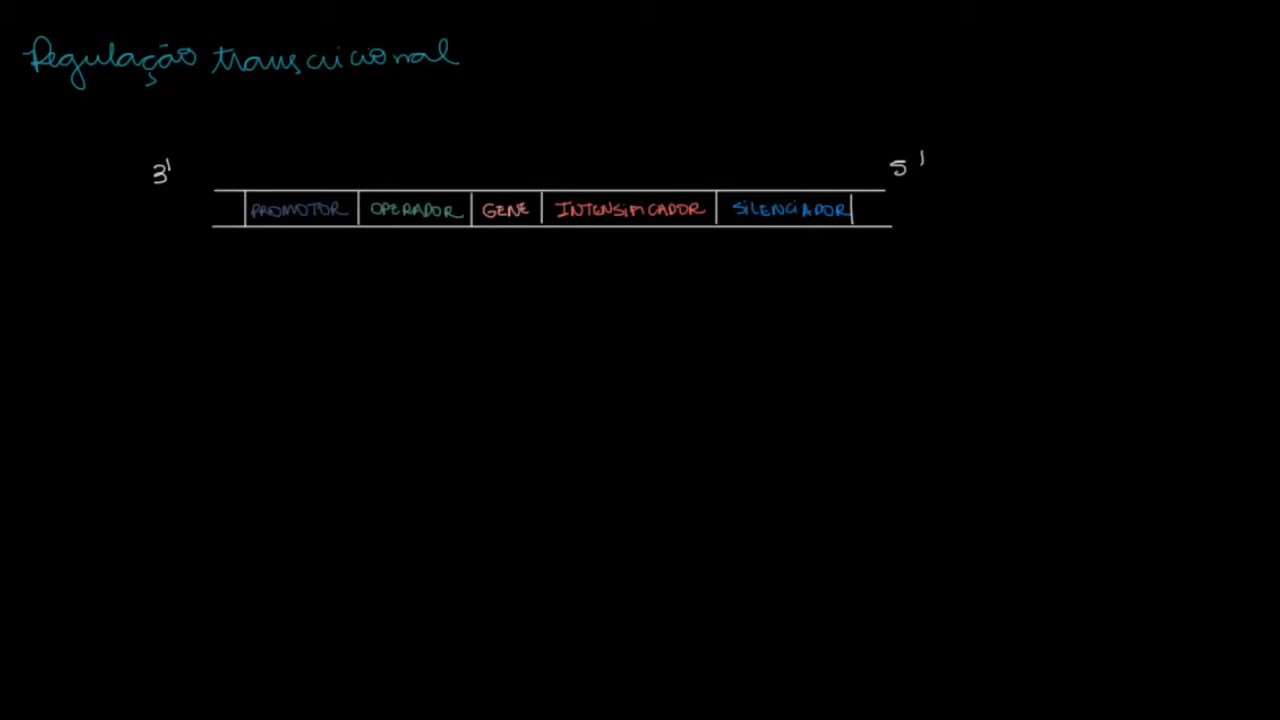 Regulação transcricional
3' 5'
PROMOTOR OPERADOR GENE INTENSIFICADOR SILENCIADOR